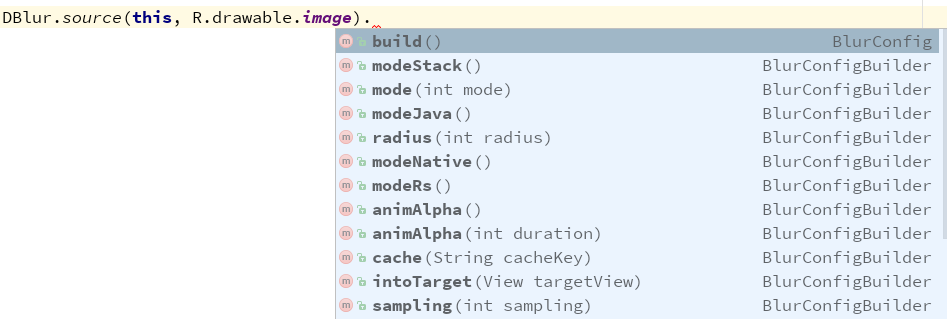 DBlur.source(this, R.drawable.image).
m build() BlurConfig
m modeStack() BlurConfigBuilder
m mode(int mode) BlurConfigBuilder
m modeJava() BlurConfigBuilder
m radius(int radius) BlurConfigBuilder
m modeNative() BlurConfigBuilder
m modeRs() BlurConfigBuilder
m animAlpha() BlurConfigBuilder
m animAlpha(int duration) BlurConfigBuilder
m cache(String cacheKey) BlurConfigBuilder
m intoTarget(View targetView) BlurConfigBuilder
m sampling(int sampling) BlurConfigBuilder